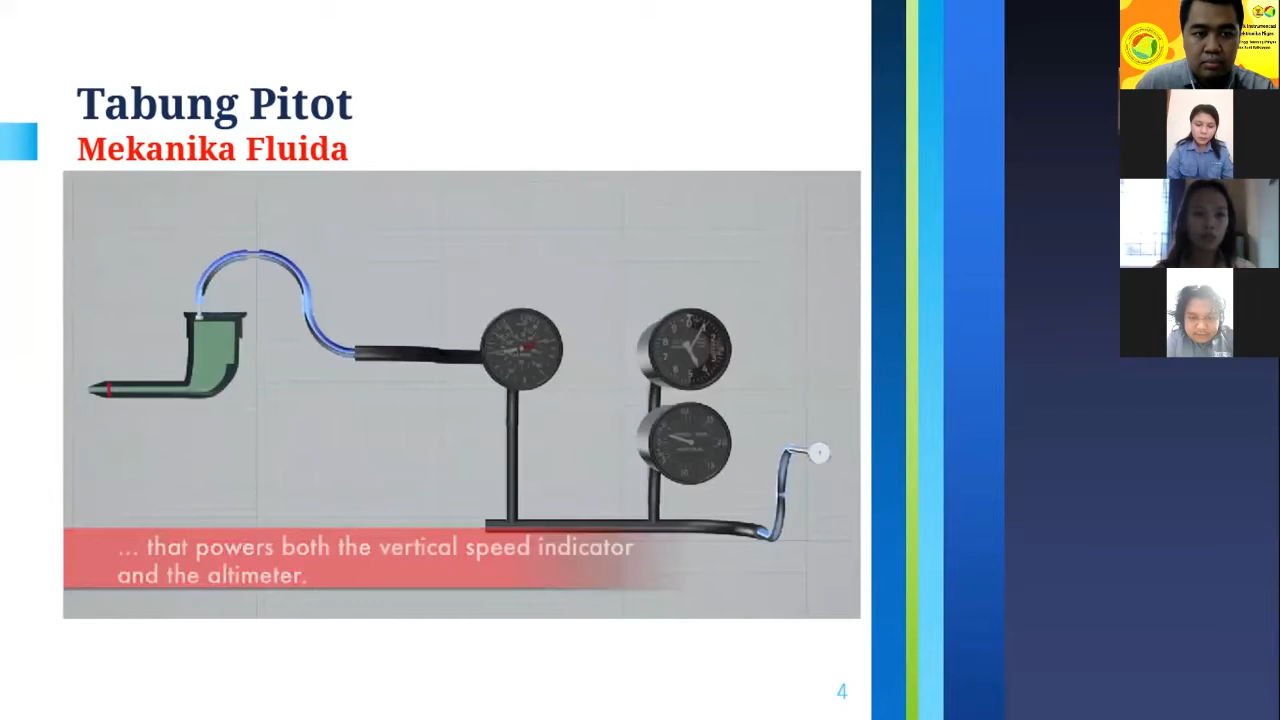 Tabung Pitot
Mekanika Fluida
... that powers both the vertical speed indicator
and the altimeter.
4